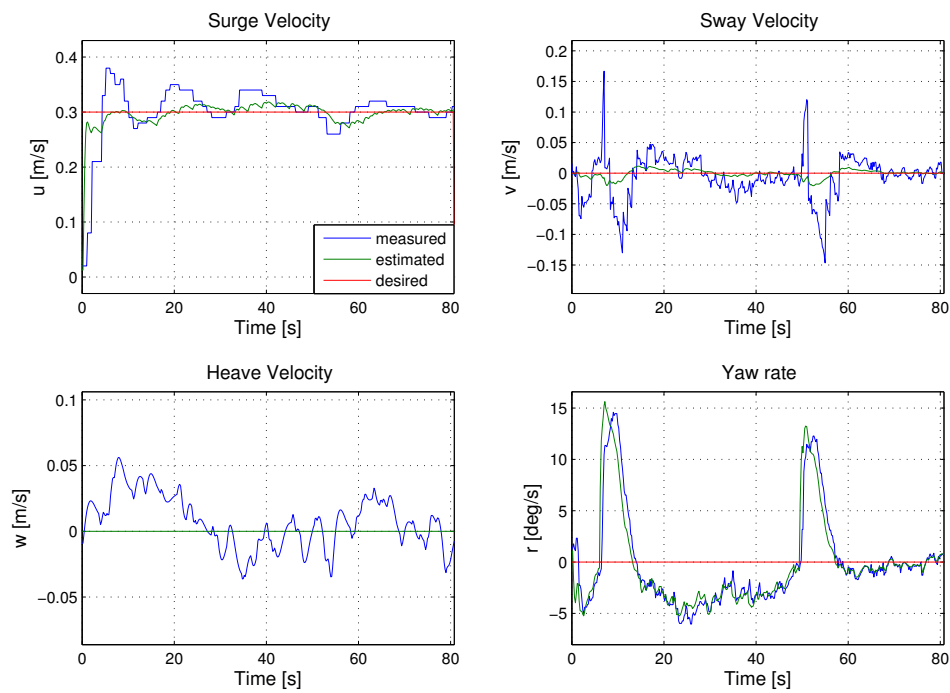 Surge Velocity
0.4
0.3
0.2
0.1
0
u [m/s]
measured
estimated
desired
0
20
40
60
80
Time [s]
Sway Velocity
0.2
0.15
0.1
0.05
0
−0.05
−0.1
−0.15
v [m/s]
0
20
40
60
80
Time [s]
Heave Velocity
0.1
0.05
0
−0.05
w [m/s]
0
20
40
60
80
Time [s]
Yaw rate
15
10
5
0
−5
r [deg/s]
0
20
40
60
80
Time [s]